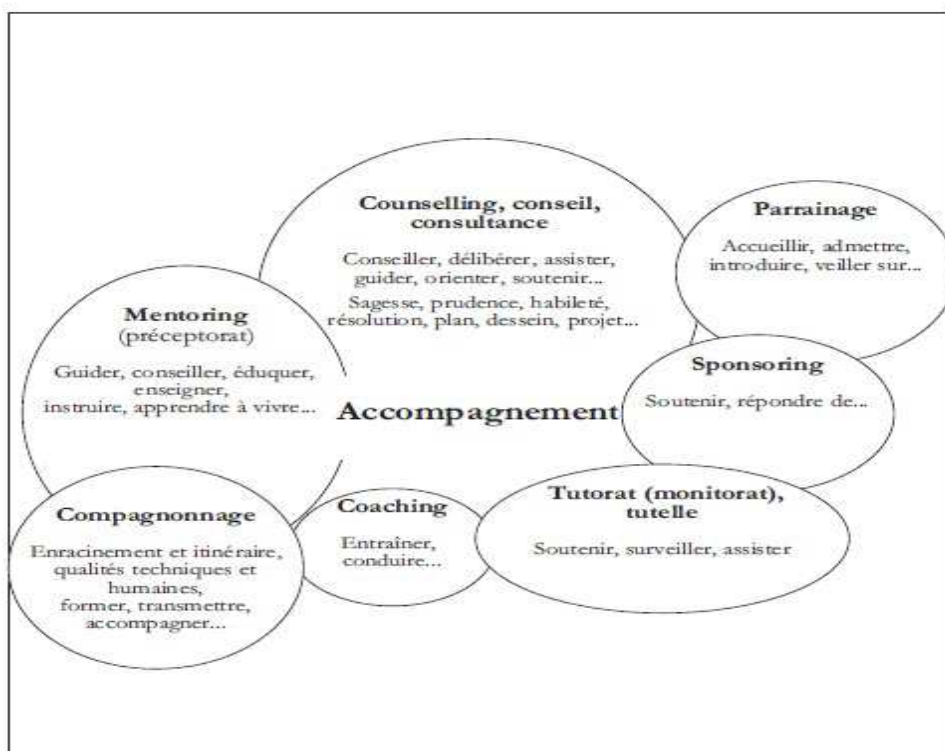 Counselling, conseil,
consultance
Conseiller, délibérer, assister,
guider, orienter, soutenir...
Sagesse, prudence, habileté,
résolution, plan, dessein, projet...
Parrainage
Accueillir, admettre,
introduire, veiller sur...
Mentoring
(préceptorat)
Guider, conseiller, éduquer,
enseigner,
instruire, apprendre à vivre...
Accompagnement
Sponsoring
Soutenir, répondre de...
Compagnonnage
Enracinement et itinéraire,
qualités techniques et
humaines,
former, transmettre,
accompagner...
Coaching
Entraîner,
conduire...
Tutorat (monitorat),
tutelle
Soutenir, surveiller, assister